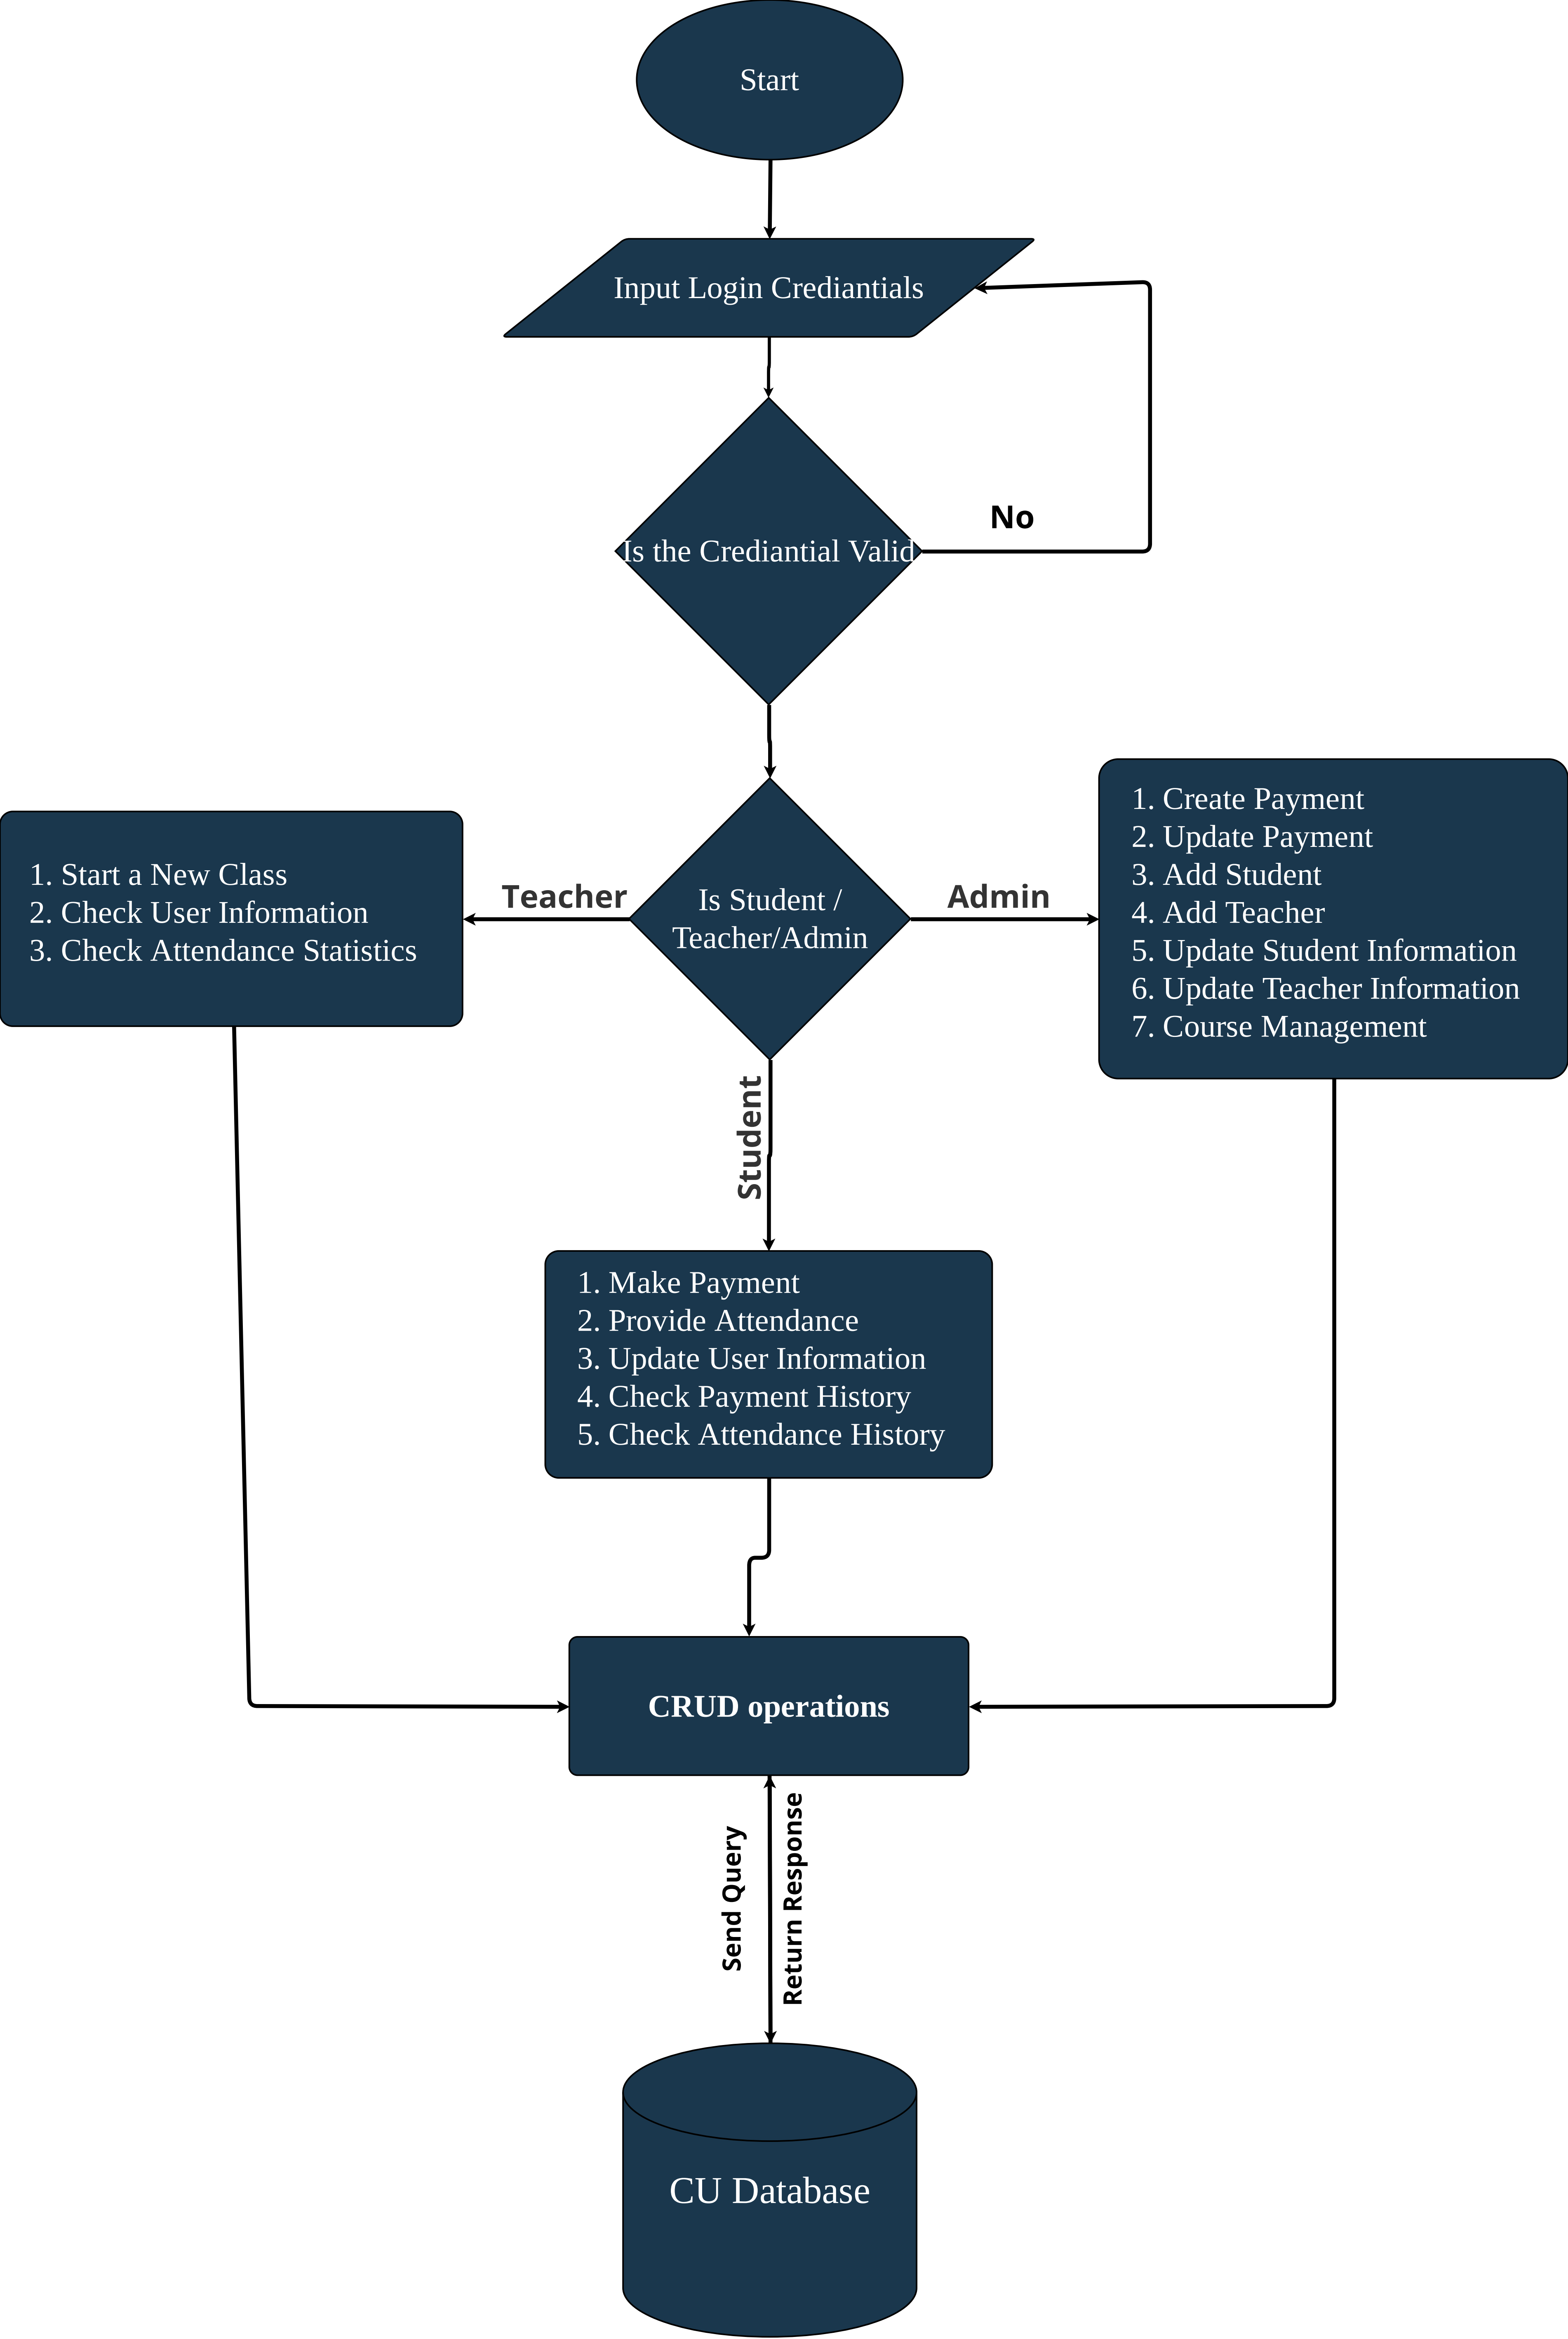 Start
Input Login Crediantials
No
Is the Crediantial Valid
1. Create Payment
2. Update Payment
3. Add Student
4. Add Teacher
5. Update Student Information
6. Update Teacher Information
7. Course Management
1. Start a New Class
2. Check User Information
3. Check Attendance Statistics
Teacher
Is Student /
Teacher/Admin
Admin
Student
1. Make Payment
2. Provide Attendance
3. Update User Information
4. Check Payment History
5. Check Attendance History
CRUD operations
Send Query
Return Response
CU Database